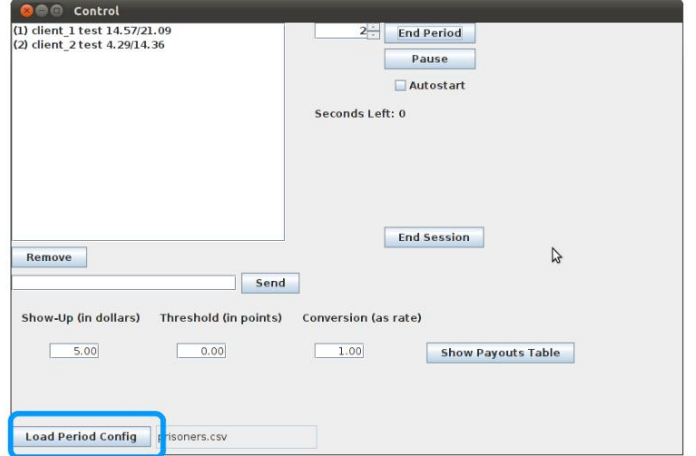 Control
(1) client_1 test 14.57/21.09
(2) client_2 test 4.29/14.36
2
End Period
Pause
Autostart
Seconds Left: 0
End Session
Remove
Send
Show-Up (in dollars) Threshold (in points) Conversion (as rate)
5.00 0.00 1.00 Show Payouts Table
Load Period Config prisoners.csv